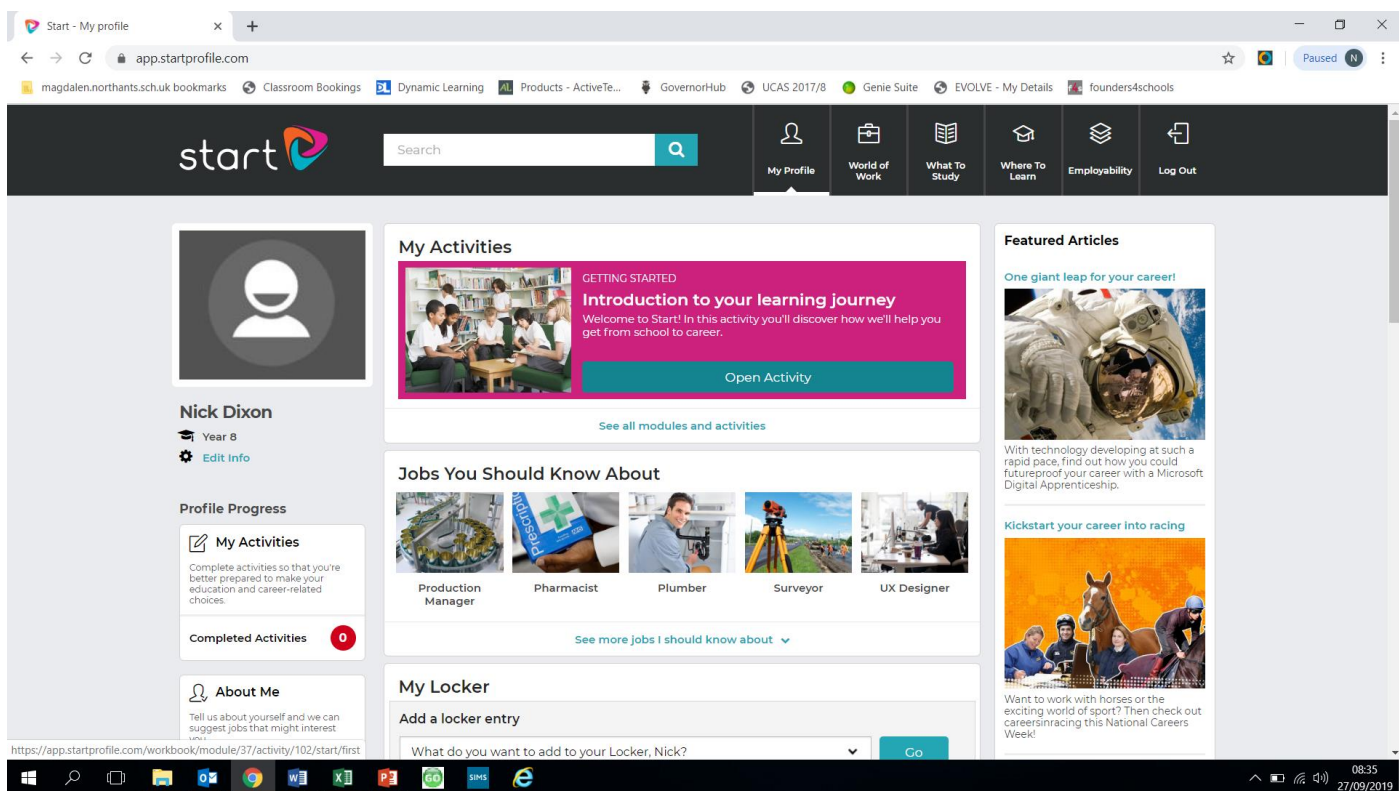 Start - My profile
app.startprofile.com
Paused N
magdalen.northants.sch.uk bookmarks Classroom Bookings Dynamic Learning Products - ActiveTe... GovernorHub UCAS 2017/8 Genie Suite EVOLVE - My Details founders4schools
start
Search
My Profile
World of
Work
What To
Study
Where To
Learn
Employability
Log Out
Nick Dixon
Year 8
Edit Info
Profile Progress
My Activities
Complete activities so that you're
better prepared to make your
education and career-related
choices.
Completed Activities 0
About Me
Tell us about yourself and we can
suggest jobs that might interest
https://app.startprofile.com/workbook/module/37/activity/102/start/first
My Activities
GETTING STARTED
Introduction to your learning journey
Welcome to Start! In this activity you'll discover how we'll help you
get from school to career.
Open Activity
See all modules and activities
Jobs You Should Know About
Prescription
Production
Manager
Pharmacist
Plumber
Surveyor
UX Designer
See more jobs I should know about
My Locker
Add a locker entry
What do you want to add to your Locker, Nick?
Go
Featured Articles
One giant leap for your career!
With technology developing at such a
rapid pace, find out how you could
futureproof your career with a Microsoft
Digital Apprenticeship.
Kickstart your career into racing
Want to work with horses or the
exciting world of sport? Then check out
careersinracing this National Careers
Week!
GO SIMS
08:35
27/09/2019